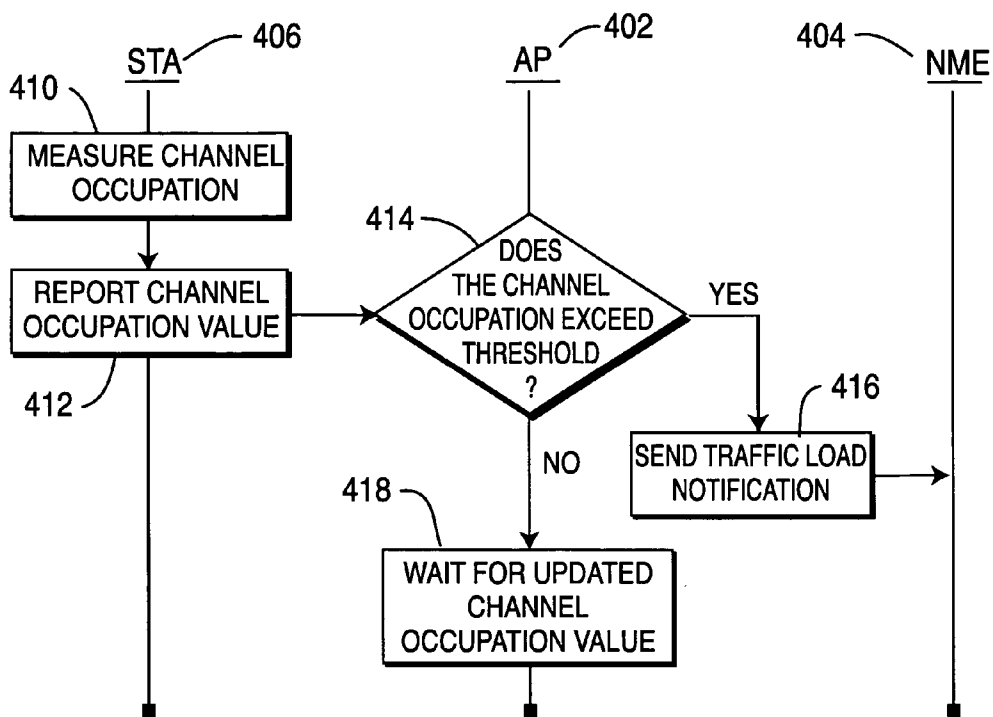 406
402
404
STA
AP
NME
410
MEASURE CHANNEL
OCCUPATION
414
DOES
THE CHANNEL
OCCUPATION EXCEED
THRESHOLD
?
YES
REPORT CHANNEL
OCCUPATION VALUE
412
416
SEND TRAFFIC LOAD
NOTIFICATION
NO
418
WAIT FOR UPDATED
CHANNEL
OCCUPATION VALUE